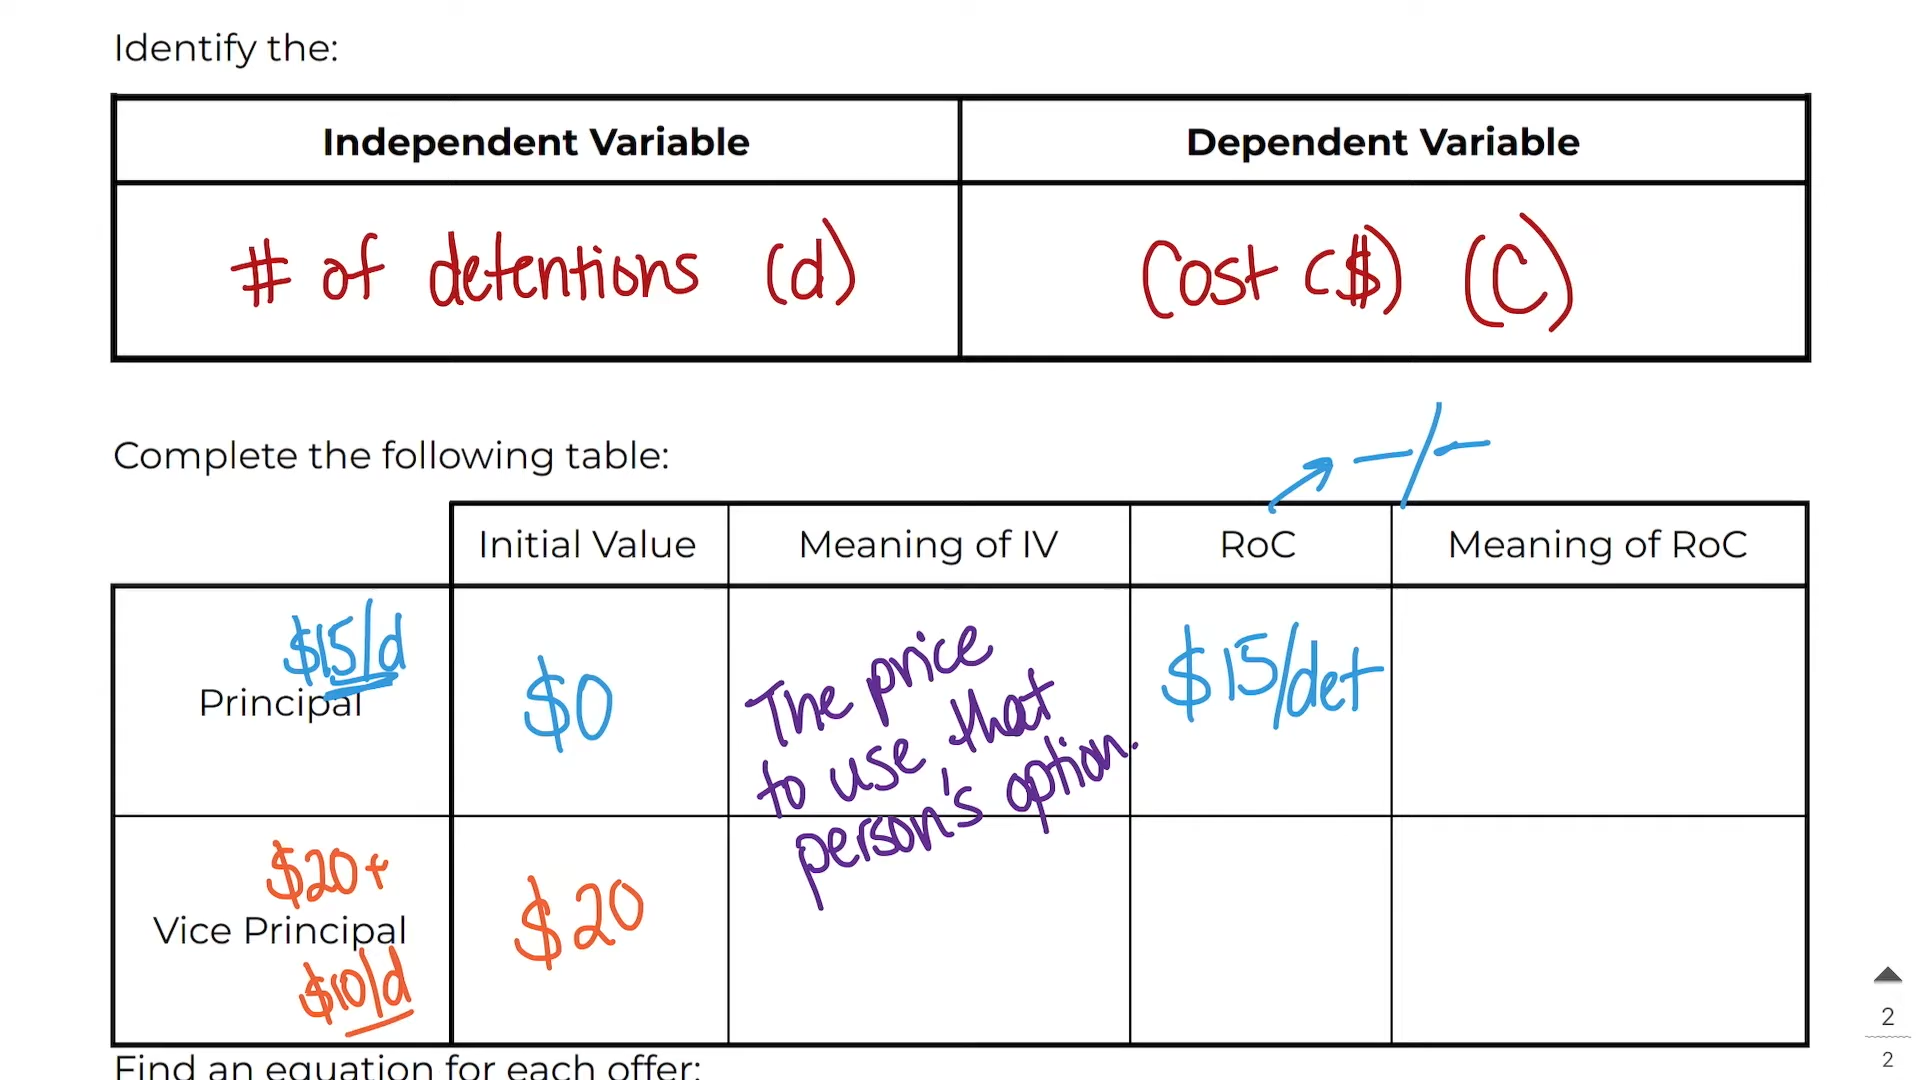 Identify the:
Independent Variable
Dependent Variable
# of detentions (d)
Cost ($) (C)
Complete the following table:
Initial Value
Meaning of IV
RoC
Meaning of RoC
$15/d
Principal
$0
The price
to use that
person's option.
$15/det
$20+
Vice Principal
$10/d
$20
Find an equation for each offer:
2
2